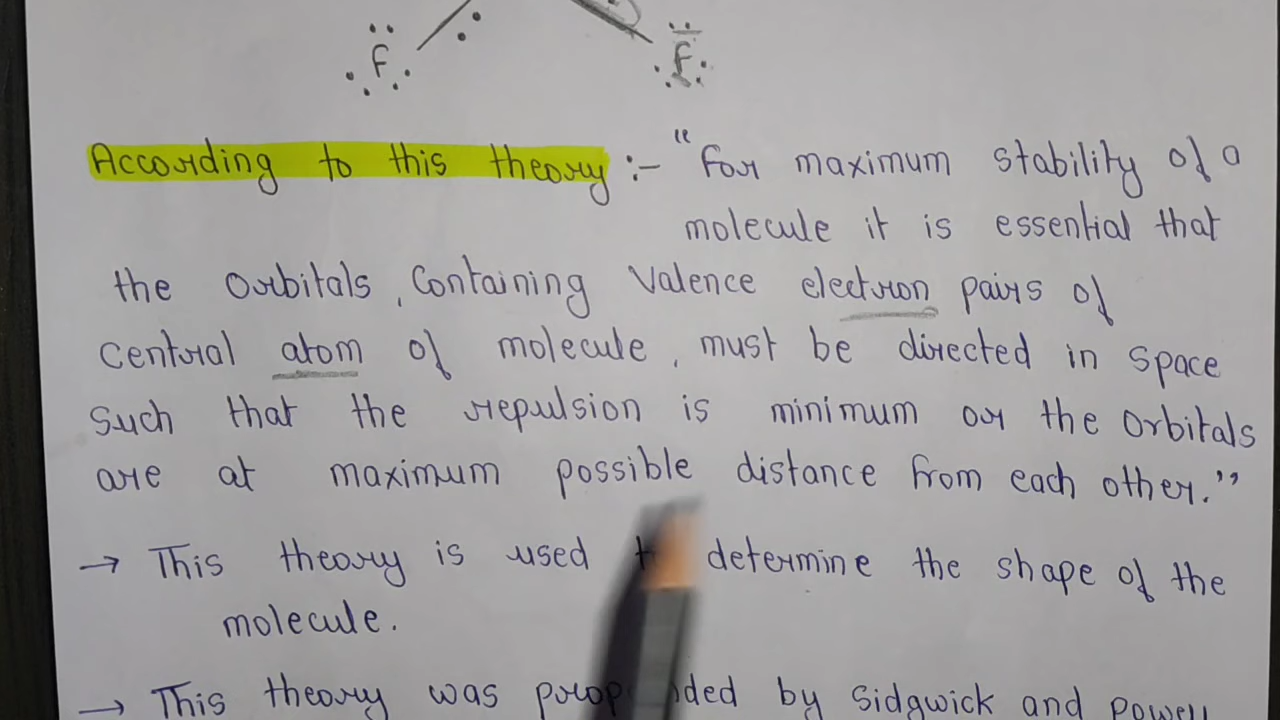 F F
According to this theory :- "For maximum stability of a
molecule it is essential that
the orbitals, containing valence electron pairs of
central atom of molecule, must be directed in space
such that the repulsion is minimum or the orbitals
are at maximum possible distance from each other."
→ This theory is used determine the shape of the
molecule.
→ This theory was by Sidgwick and Powell